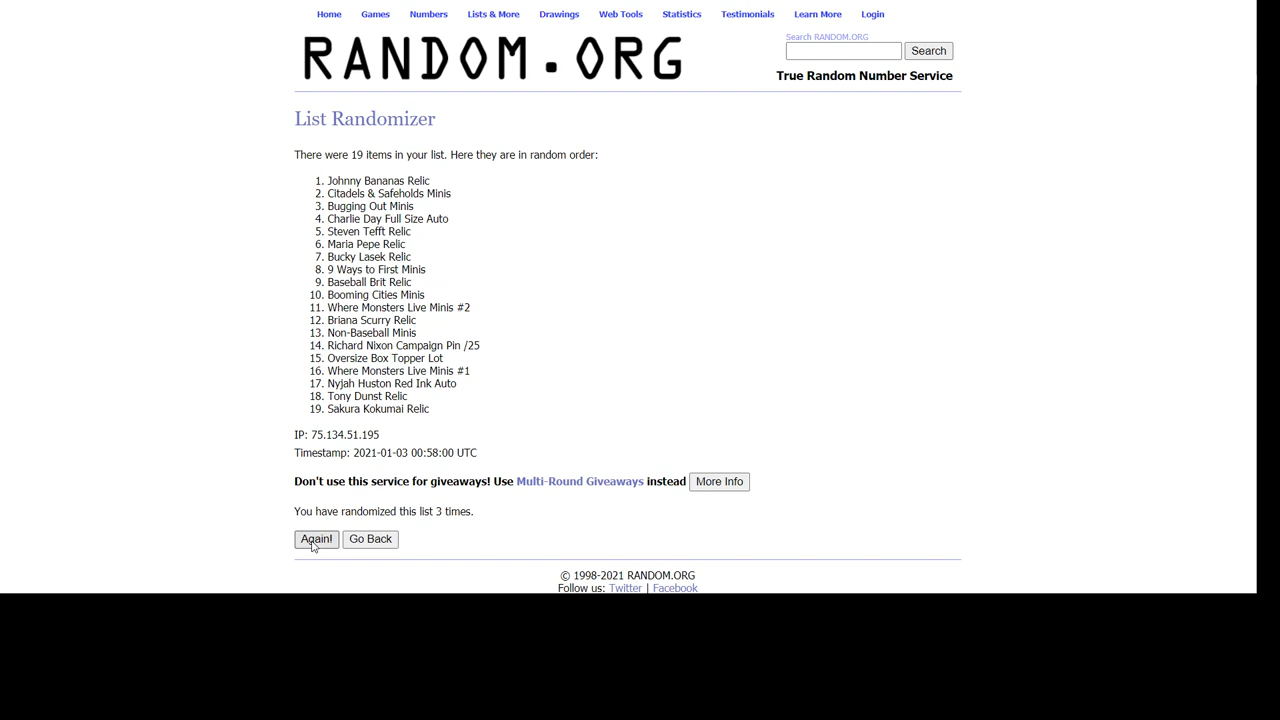 Home Games Numbers Lists & More Drawings Web Tools Statistics Testimonials Learn More Login
Search RANDOM.ORG
RANDOM.ORG
Search
True Random Number Service
List Randomizer
There were 19 items in your list. Here they are in random order:
1. Johnny Bananas Relic
2. Citadels & Safeholds Minis
3. Bugging Out Minis
4. Charlie Day Full Size Auto
5. Steven Tefft Relic
6. Maria Pepe Relic
7. Bucky Lasek Relic
8. 9 Ways to First Minis
9. Baseball Brit Relic
10. Booming Cities Minis
11. Where Monsters Live Minis #2
12. Briana Scurry Relic
13. Non-Baseball Minis
14. Richard Nixon Campaign Pin /25
15. Oversize Box Topper Lot
16. Where Monsters Live Minis #1
17. Nyjah Huston Red Ink Auto
18. Tony Dunst Relic
19. Sakura Kokumai Relic
IP: 75.134.51.195
Timestamp: 2021-01-03 00:58:00 UTC
Don't use this service for giveaways! Use Multi-Round Giveaways instead More Info
You have randomized this list 3 times.
Again! Go Back
© 1998-2021 RANDOM.ORG
Follow us: Twitter | Facebook